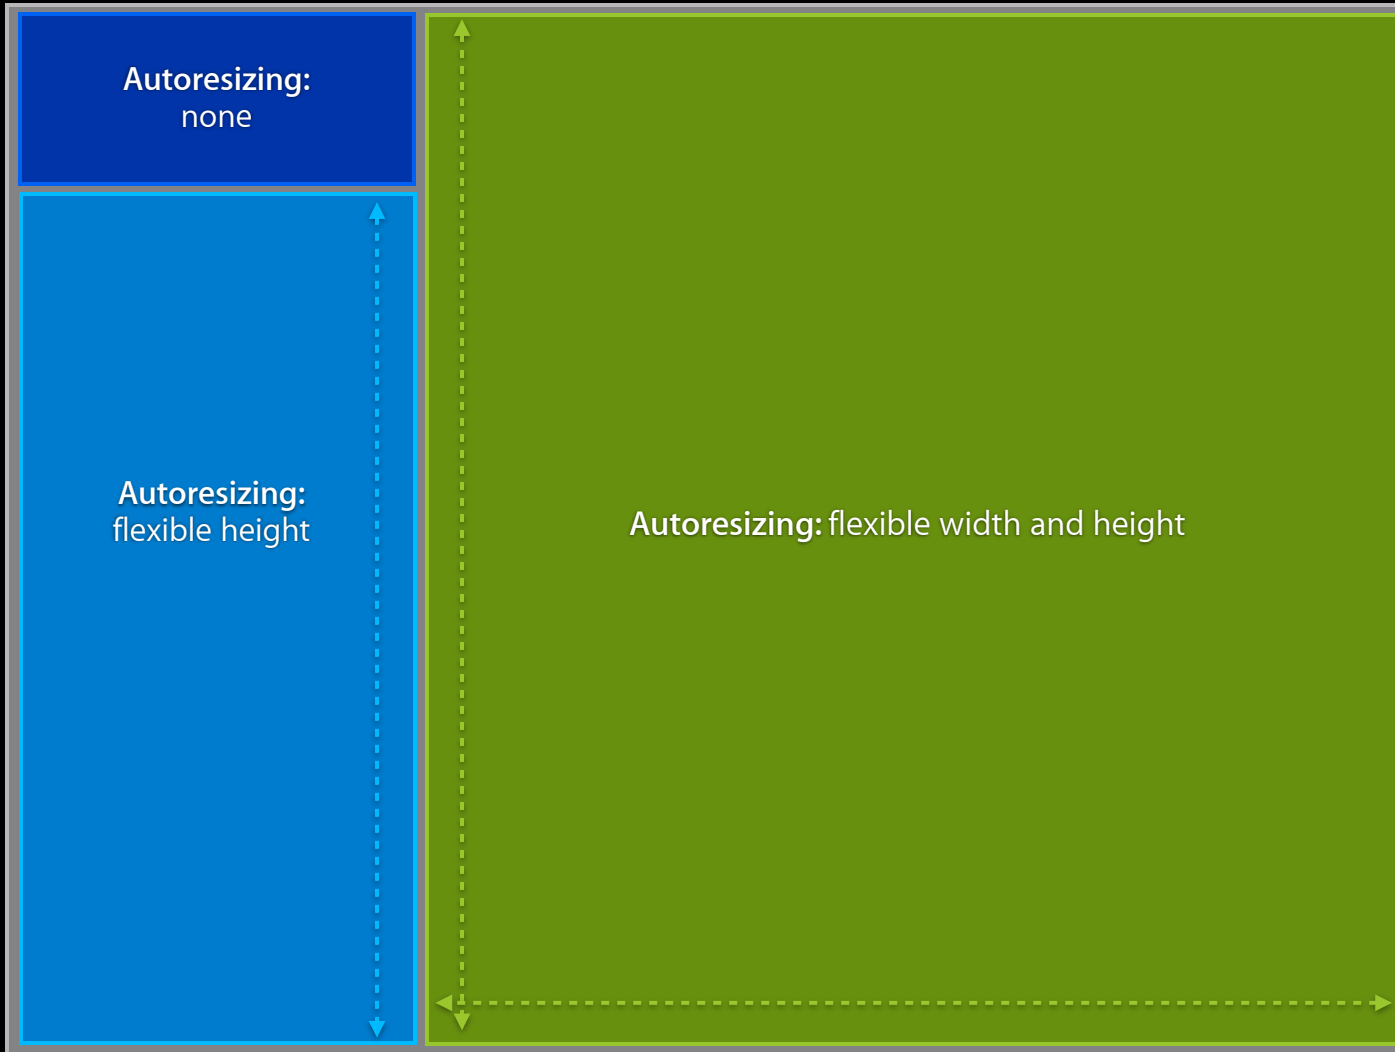 Autoresizing:
none
Autoresizing:
flexible height
Autoresizing: flexible width and height